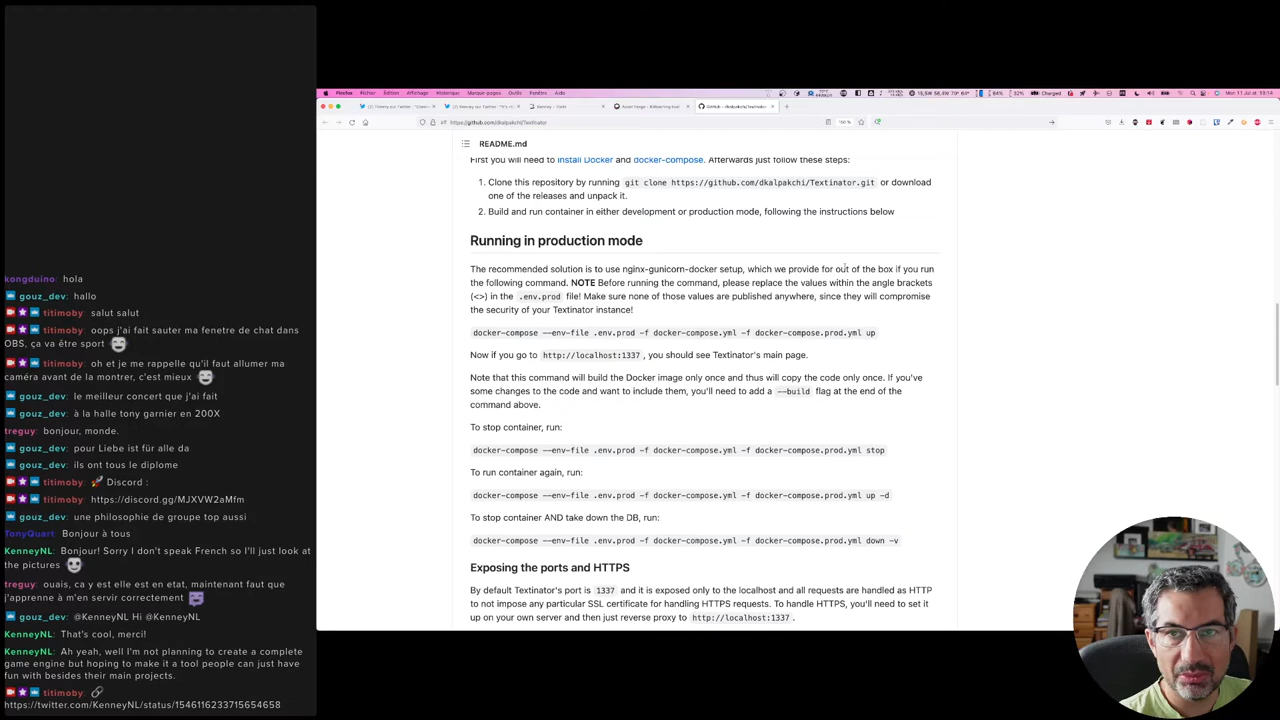 kongduino: hola
gouz_dev: hallo
titimoby: salut salut
titimoby: oops j'ai fait sauter ma fenetre de chat dans
OBS, ça va être sport
titimoby: oh et je me rappelle qu'il faut allumer ma
caméra avant de la montrer, c'est mieux
gouz_dev: le meilleur concert que j'ai fait
gouz_dev: à la halle tony garnier en 200X
treguy: bonjour, monde.
gouz_dev: pour Liebe ist für alle da
gouz_dev: ils ont tous le diplome
titimoby: Discord :
titimoby: https://discord.gg/MJXVW2aMfm
gouz_dev: une philosophie de groupe top aussi
TonyQuart: Bonjour à tous
KenneyNL: Bonjour! Sorry I don't speak French so I'll just look at
the pictures
treguy: ouais, ca y est elle est en etat, maintenant faut que
j'apprenne à m'en servir correctement
gouz_dev: @KenneyNL Hi @KenneyNL
KenneyNL: That's cool, merci!
KenneyNL: Ah yeah, well I'm not planning to create a complete
game engine but hoping to make it a tool people can just have
fun with besides their main projects.
titimoby:
https://twitter.com/KenneyNL/status/1546116233715654658
Firefox Fichier Édition Affichage Historique Marque-pages Outils Fenêtre Aide
Charged
Mon 11 Jul at
https://github.com/dkalpakchi/Textinator
README.md
First you will need to install Docker and docker-compose. Afterwards just follow these steps:
1. Clone this repository by running git clone https://github.com/dkalpakchi/Textinator.git or download
one of the releases and unpack it.
2. Build and run container in either development or production mode, following the instructions below
Running in production mode
The recommended solution is to use nginx-gunicorn-docker setup, which we provide for out of the box if you run
the following command. NOTE Before running the command, please replace the values within the angle brackets
(<>) in the .env.prod file! Make sure none of those values are published anywhere, since they will compromise
the security of your Textinator instance!
docker-compose --env-file .env.prod -f docker-compose.yml -f docker-compose.prod.yml up
Now if you go to http://localhost:1337, you should see Textinator's main page.
Note that this command will build the Docker image only once and thus will copy the code only once. If you've
some changes to the code and want to include them, you'll need to add a --build flag at the end of the
command above.
To stop container, run:
docker-compose --env-file .env.prod -f docker-compose.yml -f docker-compose.prod.yml stop
To run container again, run:
docker-compose --env-file .env.prod -f docker-compose.yml -f docker-compose.prod.yml up -d
To stop container AND take down the DB, run:
docker-compose --env-file .env.prod -f docker-compose.yml -f docker-compose.prod.yml down -v
Exposing the ports and HTTPS
By default Textinator's port is 1337 and it is exposed only to the localhost and all requests are handled as HTTP
to not impose any particular SSL certificate for handling HTTPS requests. To handle HTTPS, you'll need to set it
up on your own server and then just reverse proxy to http://localhost:1337.